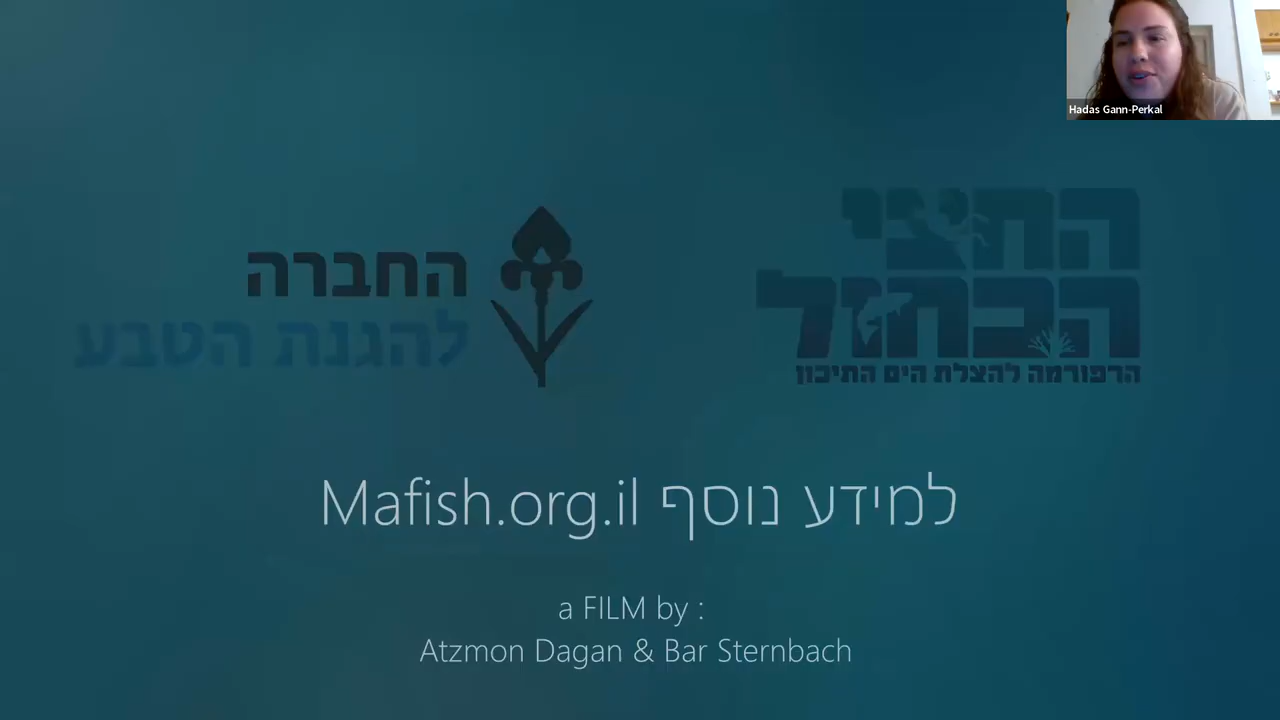 Hadas Gann-Perkal
החצי
הכחול
הרפורמה להצלת הים התיכון
החברה
להגנת הטבע
למידע נוסף Mafish.org.il
a FILM by :
Atzmon Dagan & Bar Sternbach